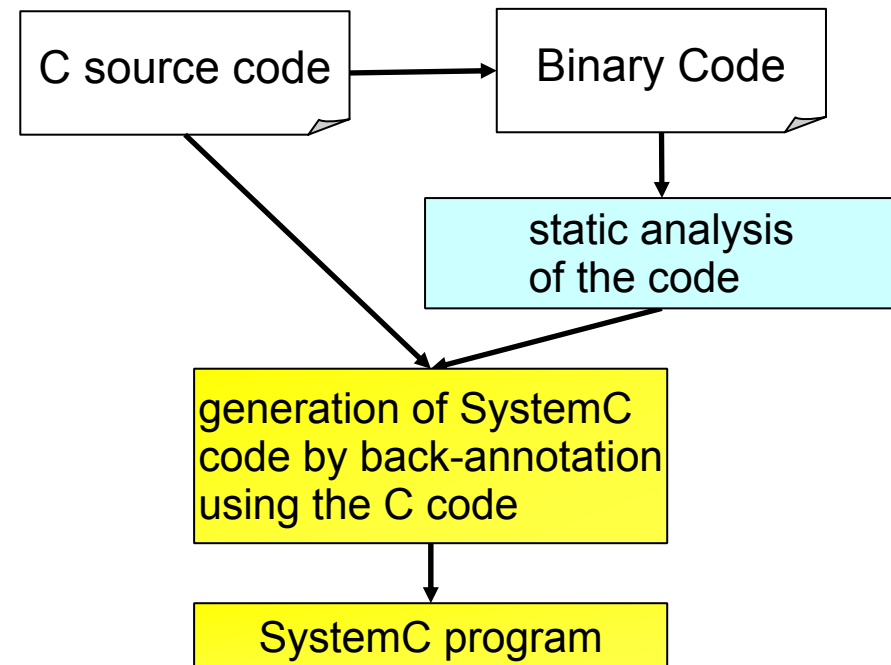 C source code
Binary Code
static analysis
of the code
generation of SystemC
code by back-annotation
using the C code
SystemC program